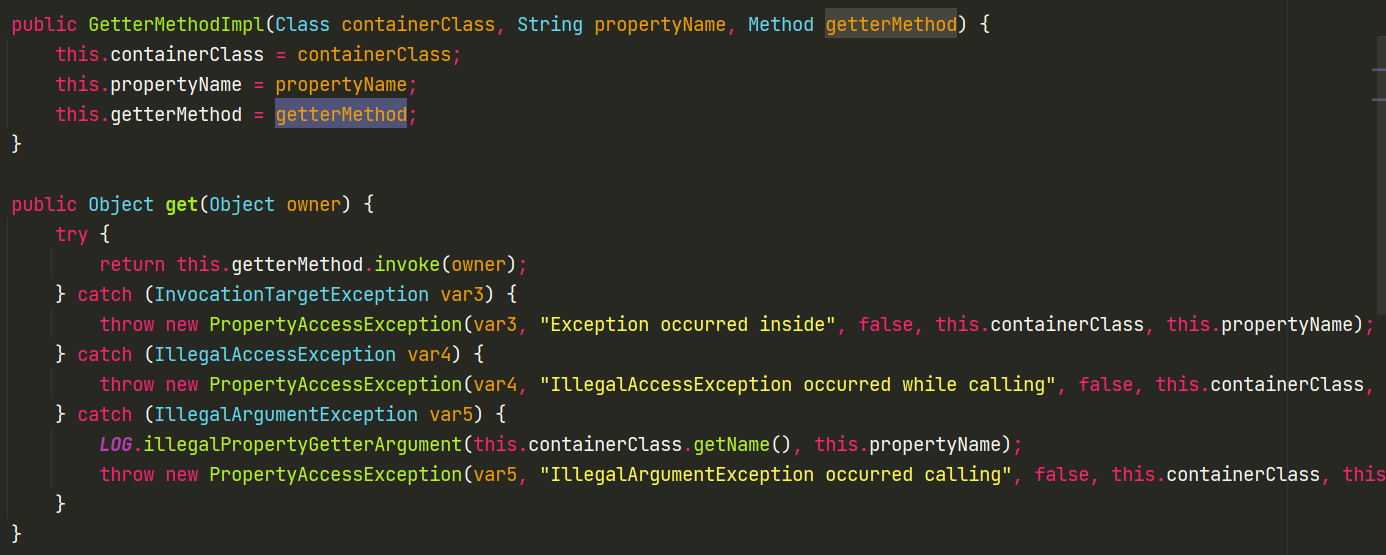 public GetterMethodImpl(Class containerClass, String propertyName, Method getterMethod) {
    this.containerClass = containerClass;
    this.propertyName = propertyName;
    this.getterMethod = getterMethod;
}

public Object get(Object owner) {
    try {
        return this.getterMethod.invoke(owner);
    } catch (InvocationTargetException var3) {
        throw new PropertyAccessException(var3, "Exception occurred inside", false, this.containerClass, this.propertyName);
    } catch (IllegalAccessException var4) {
        throw new PropertyAccessException(var4, "IllegalAccessException occurred while calling", false, this.containerClass,
    } catch (IllegalArgumentException var5) {
        LOG.illegalPropertyGetterArgument(this.containerClass.getName(), this.propertyName);
        throw new PropertyAccessException(var5, "IllegalArgumentException occurred calling", false, this.containerClass, this
    }
}